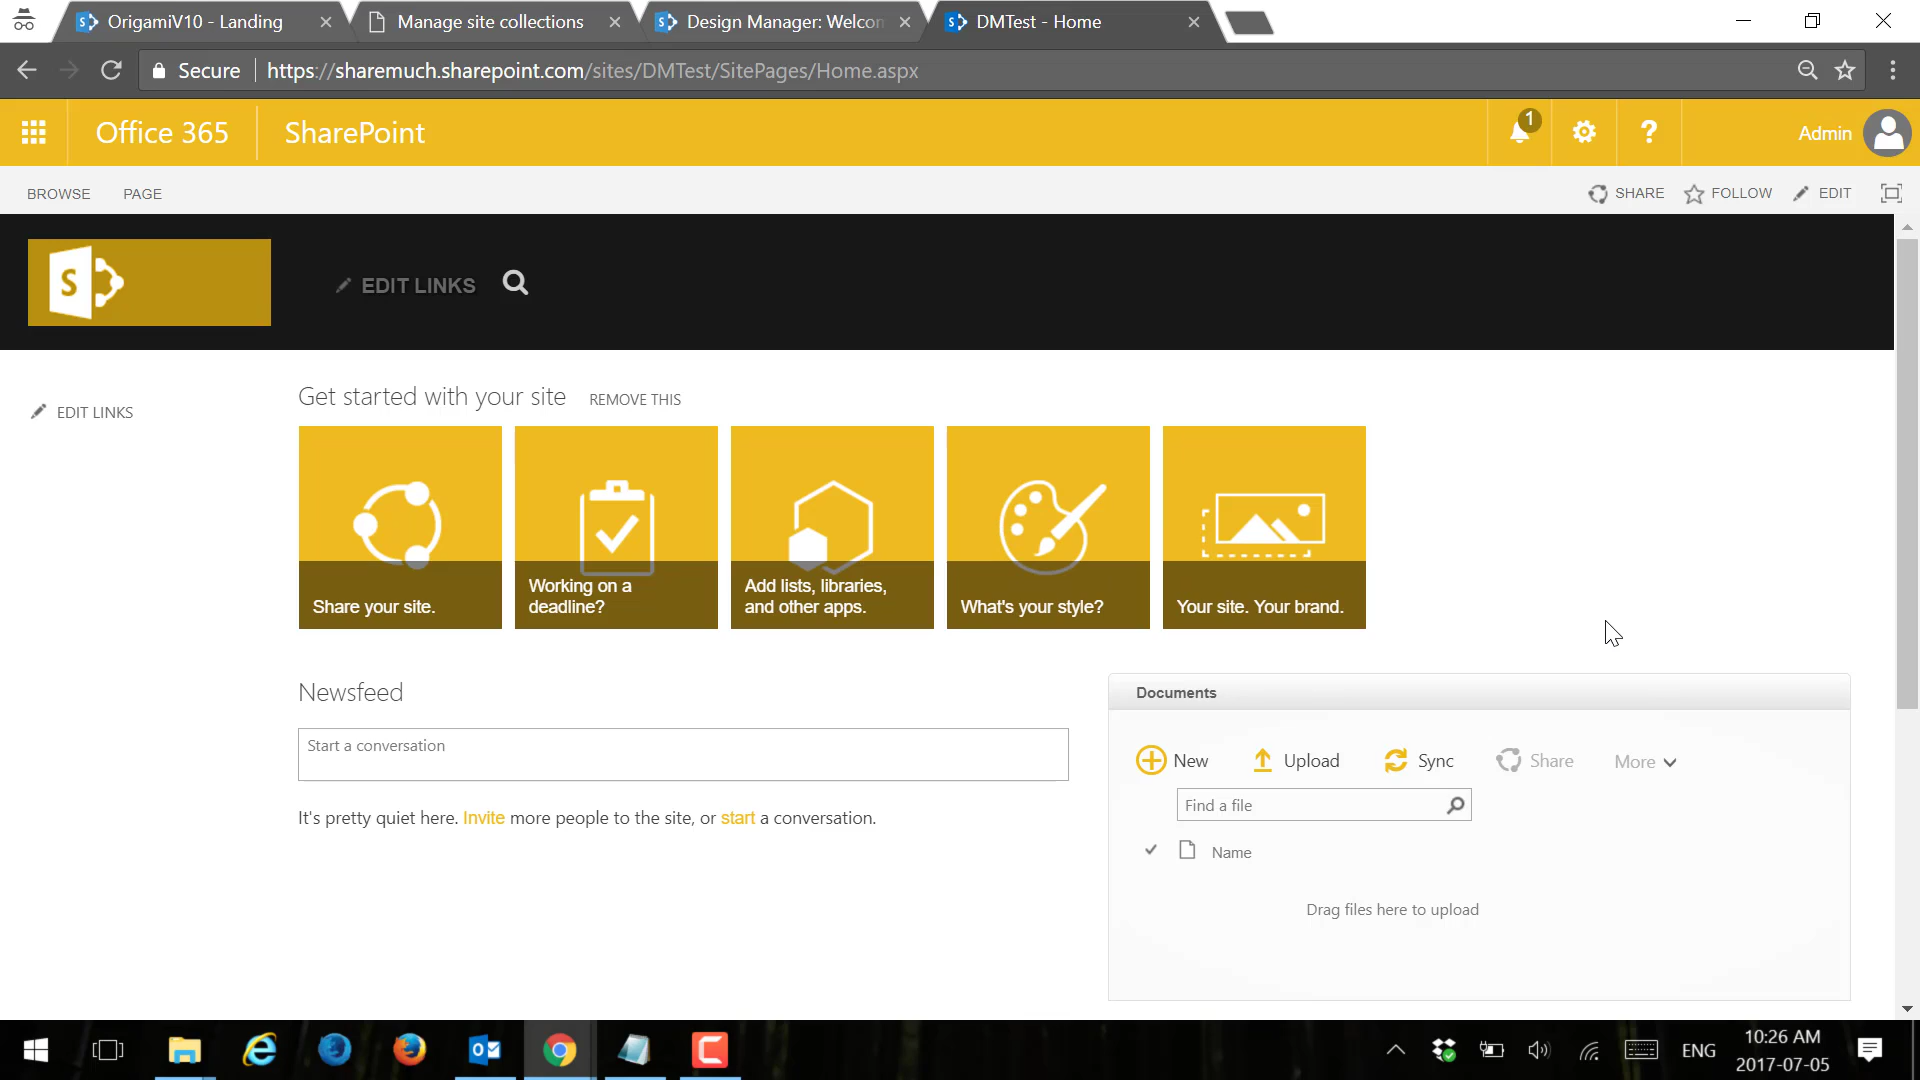 OrigamiV10 - Landing
Manage site collections
Design Manager: Welcon
DMTest - Home
Secure
https://sharemuch.sharepoint.com/sites/DMTest/SitePages/Home.aspx
Office 365
SharePoint
1
?
Admin
BROWSE
PAGE
SHARE
FOLLOW
EDIT
S
EDIT LINKS
EDIT LINKS
Get started with your site
REMOVE THIS
Share your site.
Working on a
deadline?
Add lists, libraries,
and other apps.
What's your style?
Your site. Your brand.
Newsfeed
Start a conversation
It's pretty quiet here. Invite more people to the site, or start a conversation.
Documents
New
Upload
Sync
Share
More
Find a file
Name
Drag files here to upload
ENG
10:26 AM
2017-07-05